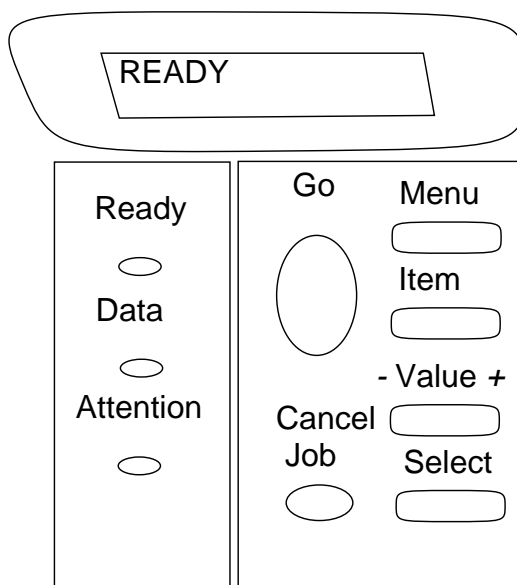 READY
Ready
Data
Attention
Go
Menu
Item
- Value +
Cancel
Job
Select